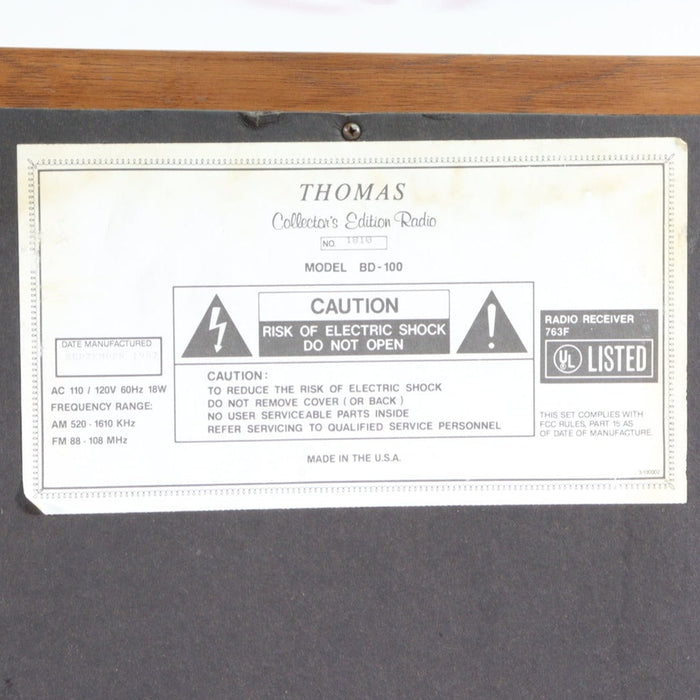 THOMAS
Collector's Edition Radio
NO. 1810
MODEL BD-100
CAUTION
RISK OF ELECTRIC SHOCK
DO NOT OPEN
CAUTION:
TO REDUCE THE RISK OF ELECTRIC SHOCK
DO NOT REMOVE COVER (OR BACK)
NO USER SERVICEABLE PARTS INSIDE
REFER SERVICING TO QUALIFIED SERVICE PERSONNEL
MADE IN THE U.S.A.
DATE MANUFACTURED
SEPTEMBER
AC 110 / 120V 60Hz 18W
FREQUENCY RANGE:
AM 520-1610 KHz
FM 88-108 MHz
RADIO RECEIVER
763F
UL LISTED
THIS SET COMPLIES WITH
FCC RULES, PART 15 AS
OF DATE OF MANUFACTURE.